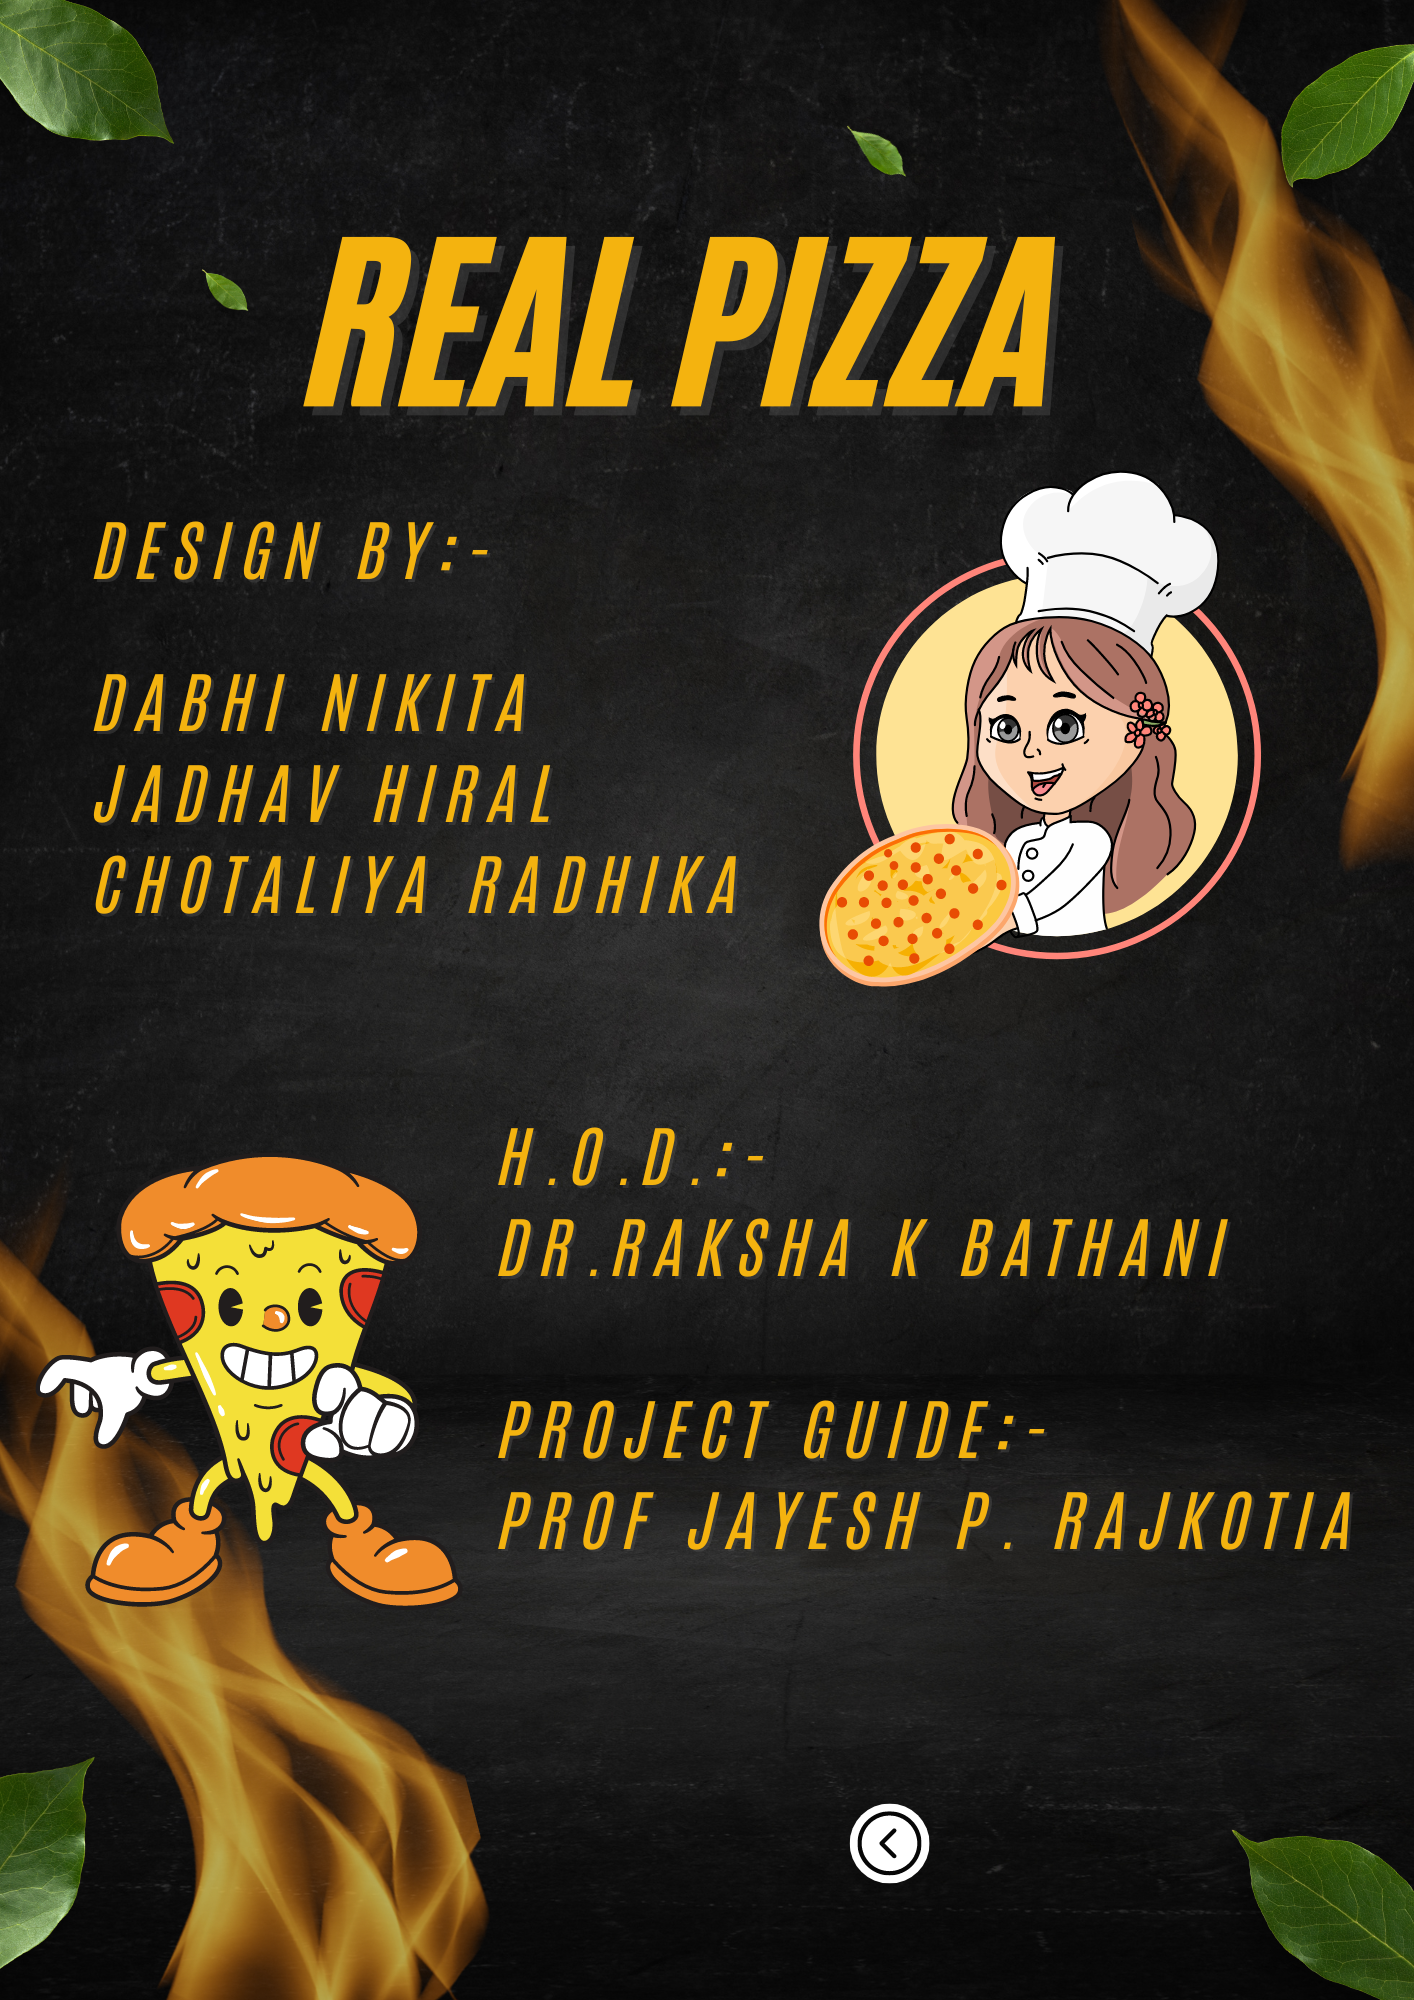 REAL PIZZA
DESIGN BY:-
DABHI NIKITA
JADHAV HIRAL
CHOTALIYA RADHIKA
H.O.D.:-
DR.RAKSHA K BATHANI
PROJECT GUIDE:-
PROF JAYESH P. RAJKOTIA